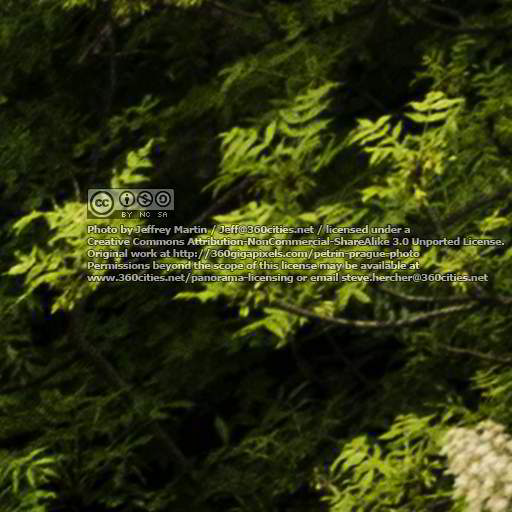 cc
BY NC SA
Photo by Jeffrey Martin / Jeff@360cities.net / licensed under a
Creative Commons Attribution-NonCommercial-ShareAlike 3.0 Unported License.
Original work at http://360gigapixels.com/petrin-prague-photo
Permissions beyond the scope of this license may be available at
www.360cities.net/panorama-licensing or email steve.hercher@360cities.net